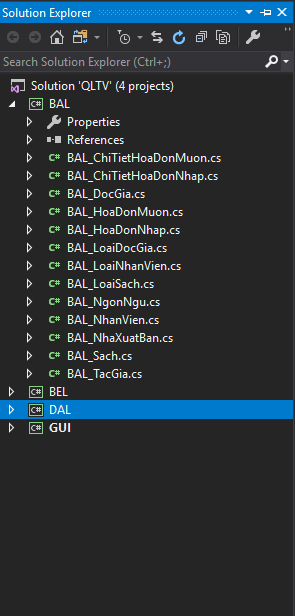 Solution Explorer
Search Solution Explorer (Ctrl+;)
Solution 'QLTV' (4 projects)
C# BAL
Properties
References
C# BAL_ChiTietHoaDonMuon.cs
C# BAL_ChiTietHoaDonNhap.cs
C# BAL_DocGia.cs
C# BAL_HoaDonMuon.cs
C# BAL_HoaDonNhap.cs
C# BAL_LoaiDocGia.cs
C# BAL_LoaiNhanVien.cs
C# BAL_LoaiSach.cs
C# BAL_NgonNgu.cs
C# BAL_NhanVien.cs
C# BAL_NhaXuatBan.cs
C# BAL_Sach.cs
C# BAL_TacGia.cs
C# BEL
C# DAL
C# GUI